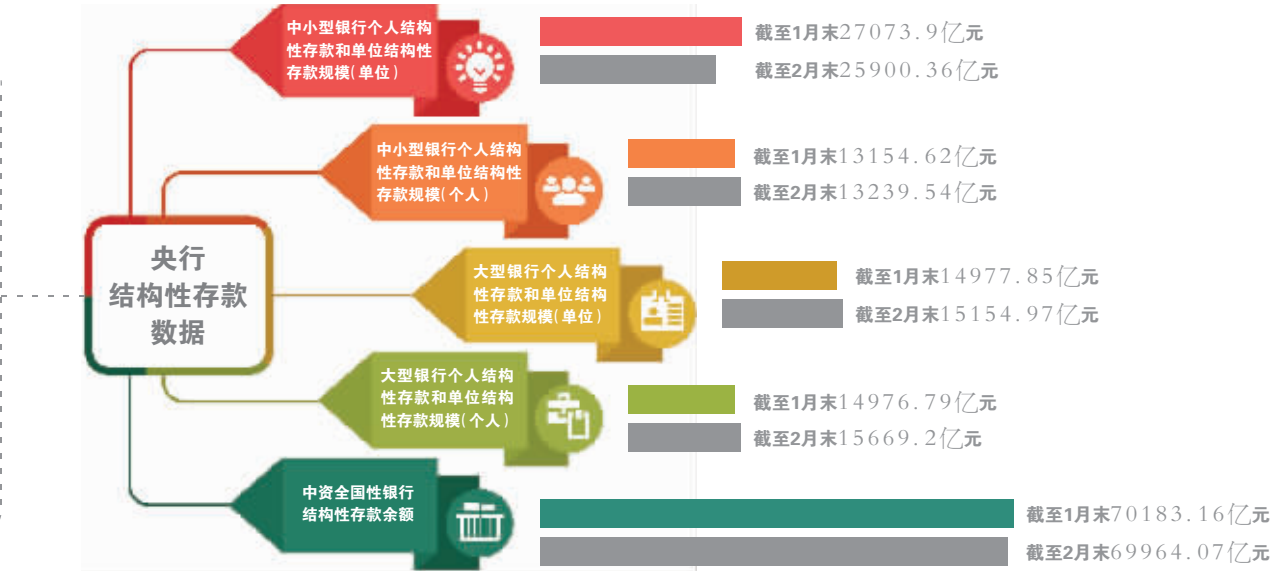 中小型银行个人结构
性存款和单位结构性
存款规模(单位)
截至1月末27073.9亿元
截至2月末25900.36亿元
中小型银行个人结构
性存款和单位结构性
存款规模(个人)
截至1月末13154.62亿元
截至2月末13239.54亿元
央行
结构性存款
数据
大型银行个人结构
性存款和单位结构
性存款规模(单位)
截至1月末14977.85亿元
截至2月末15154.97亿元
大型银行个人结构
性存款和单位结构
性存款规模(个人)
截至1月末14976.79亿元
截至2月末15669.2亿元
中资全国性银行
结构性存款余额
截至1月末70183.16亿元
截至2月末69964.07亿元